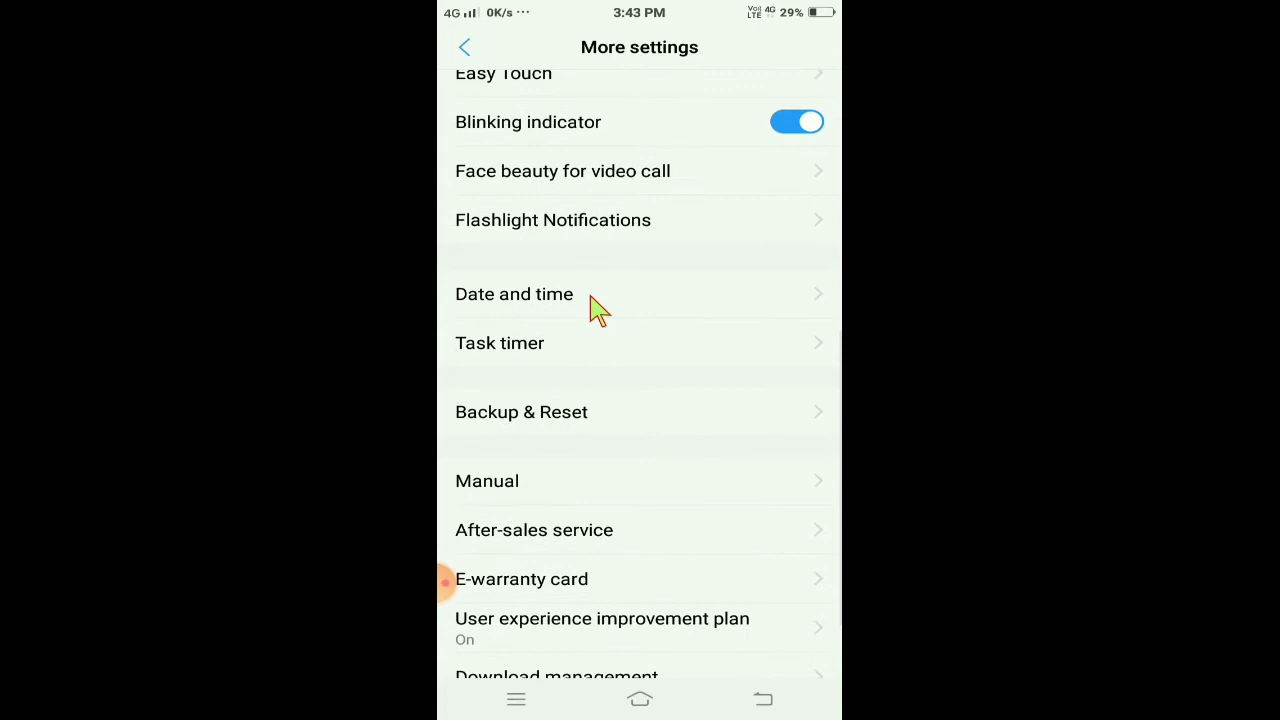 4G 0K/s ... 3:43 PM VoLTE 4G 29%
More settings
Easy Touch
Blinking indicator
Face beauty for video call
Flashlight Notifications
Date and time
Task timer
Backup & Reset
Manual
After-sales service
E-warranty card
User experience improvement plan
On
Download management